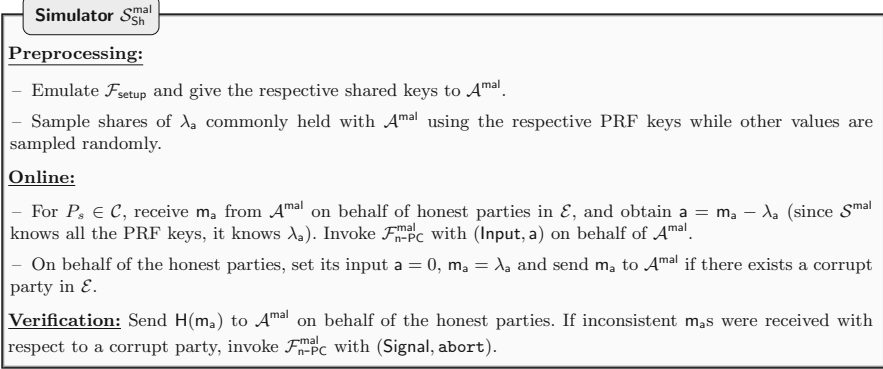 Simulator 𝒮_Sh^mal
Preprocessing:
– Emulate ℱ_setup and give the respective shared keys to 𝒜^mal.
– Sample shares of λ_a commonly held with 𝒜^mal using the respective PRF keys while other values are
sampled randomly.
Online:
– For P_s ∈ 𝒞, receive m_a from 𝒜^mal on behalf of honest parties in ℰ, and obtain a = m_a − λ_a (since 𝒮^mal
knows all the PRF keys, it knows λ_a). Invoke ℱ_n-PC^mal with (Input, a) on behalf of 𝒜^mal.
– On behalf of the honest parties, set its input a = 0, m_a = λ_a and send m_a to 𝒜^mal if there exists a corrupt
party in ℰ.
Verification: Send H(m_a) to 𝒜^mal on behalf of the honest parties. If inconsistent m_as were received with
respect to a corrupt party, invoke ℱ_n-PC^mal with (Signal, abort).